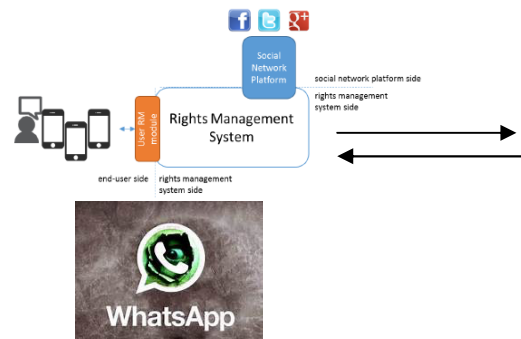 f t g+
Social
Network
Platform
social network platform side
rights management
system side
Rights Management
System
User RM
module
end-user side
rights management
system side
WhatsApp